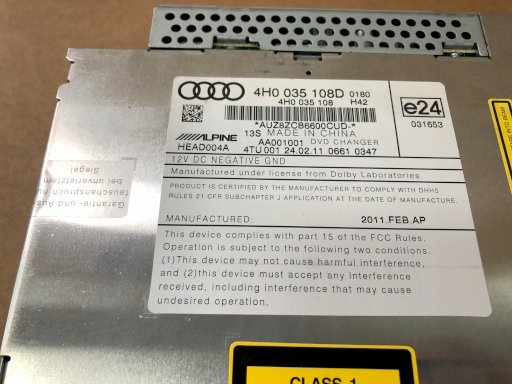 4H0 035 108D 0180
4H0 035 108 H42
*AUZ8ZCB6600CUD-*
13S MADE IN CHINA
ALPINE AA001001 DVD CHANGER
HEAD004A 4TU 001 24.02.11 0661 0347
e24
031653
12V DC NEGATIVE GND
Manufactured under license from Dolby Laboratories
PRODUCT IS CERTIFIED BY THE MANUFACTURER TO COMPLY WITH DHHS
RULES 21 CFR SUBCHAPTER J APPLICATION AT THE DATE OF MANUFACTURE.
MANUFACTURED: 2011.FEB.AP
This device complies with part 15 of the FCC Rules.
Operation is subject to the following two conditions.
(1)This device may not cause harmful interference,
and (2)this device must accept any interference
received, including interference that may cause
undesired operation.
Garantie- und Aus
tauschanspruch nu
bei unverletztem
Siegel
CLASS 1